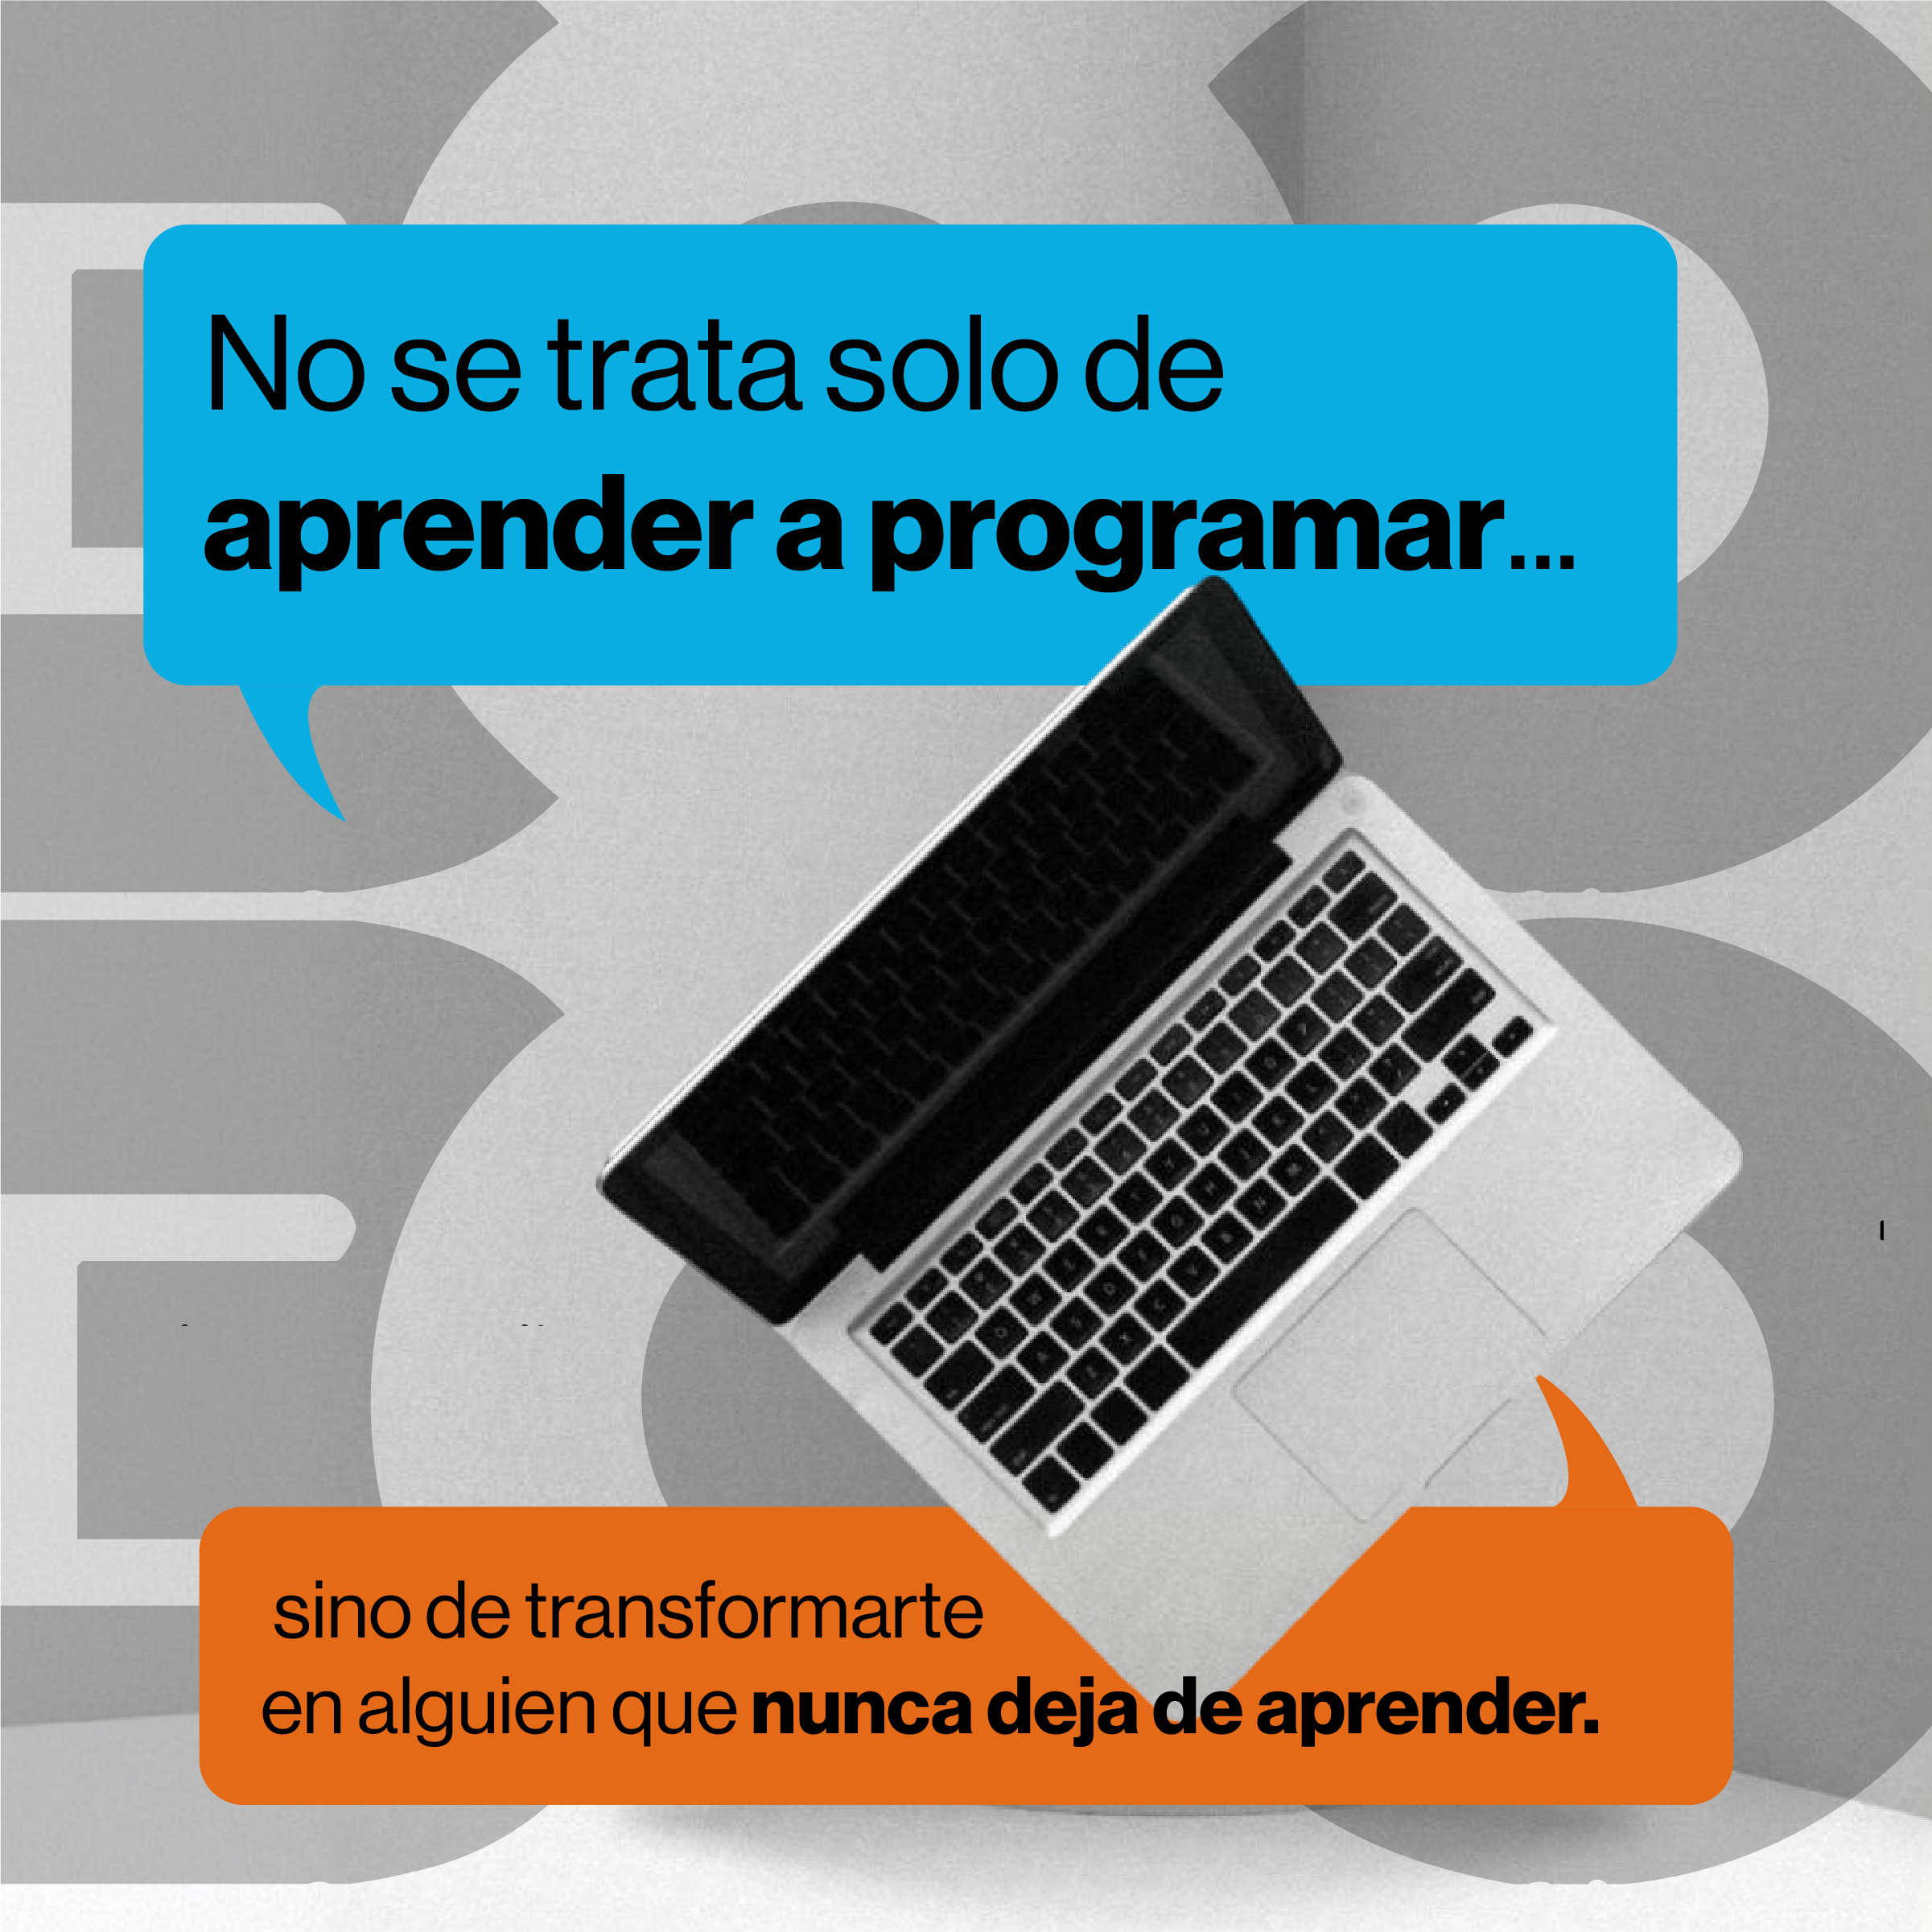 No se trata solo de
aprender a programar...
sino de transformarte
en alguien que nunca deja de aprender.